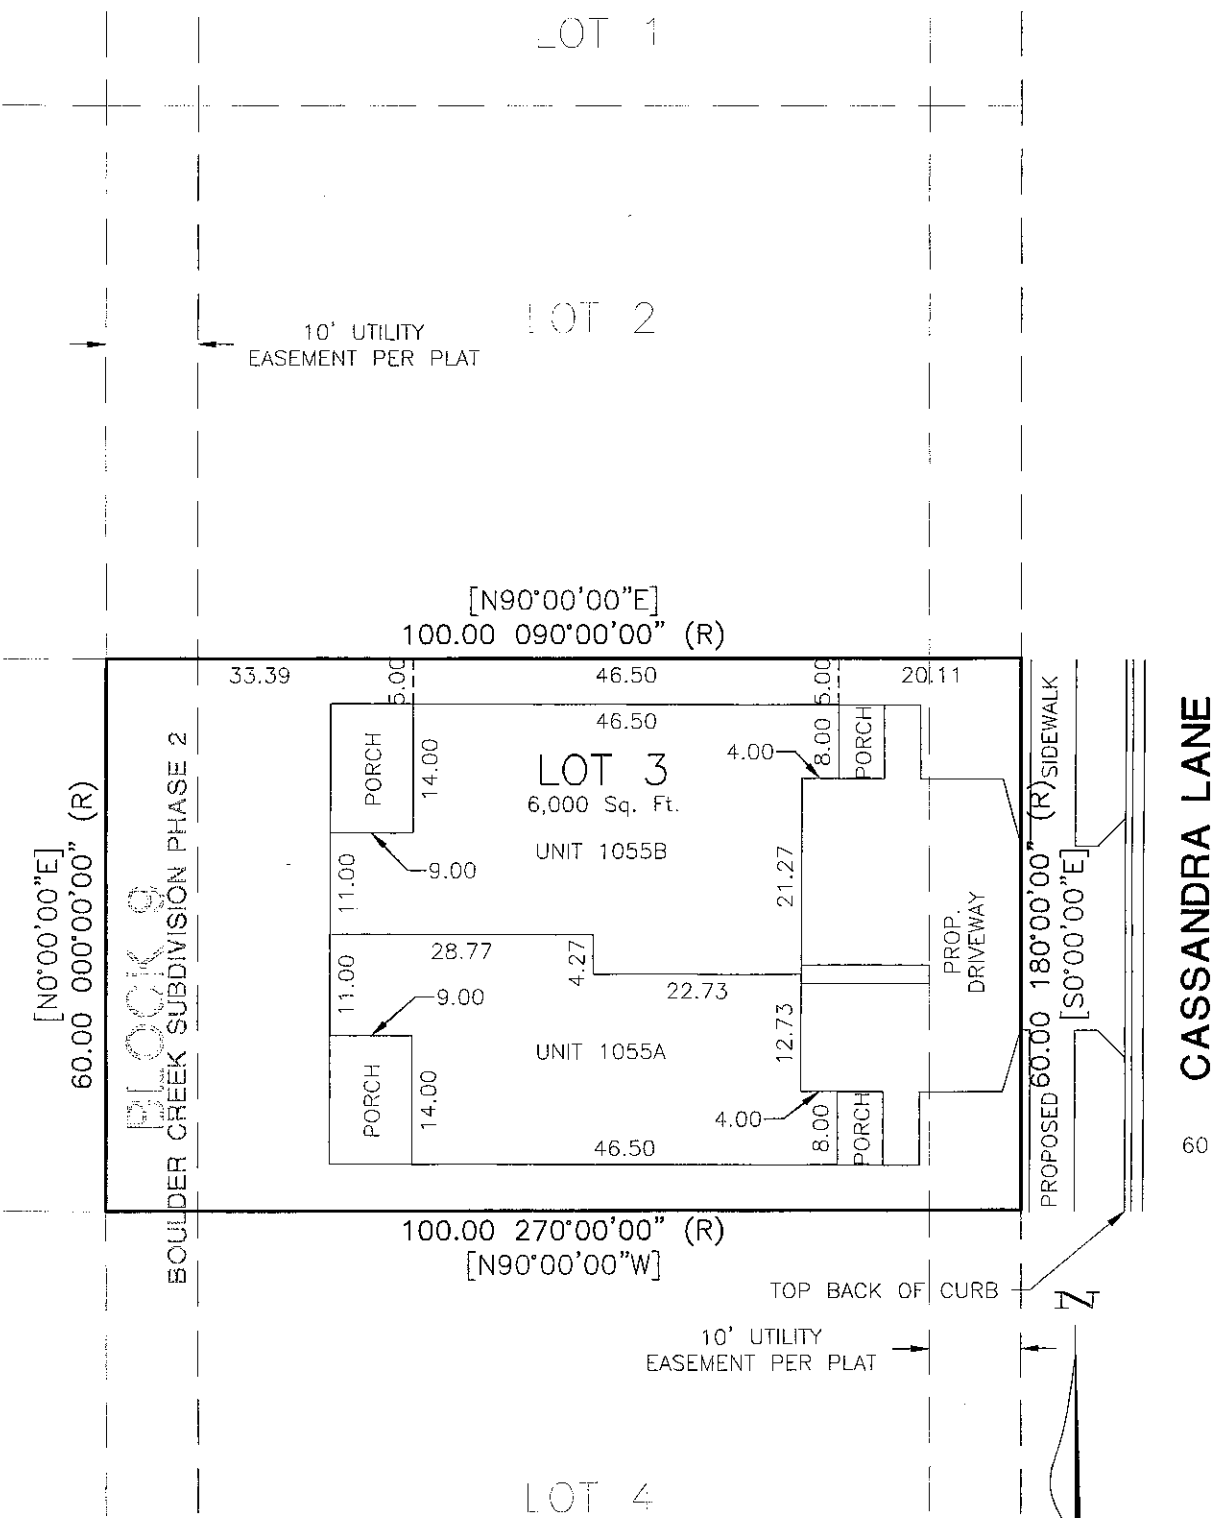 LOT 1
LOT 2
10' UTILITY
EASEMENT PER PLAT
[N90°00'00"E]
100.00 090°00'00" (R)
33.39
5.00
46.50
5.00
20.11
46.50
PORCH
14.00
LOT 3
6,000 Sq. Ft.
4.00
8.00
PORCH
UNIT 1055B
11.00
9.00
21.27
28.77
4.27
22.73
11.00
9.00
UNIT 1055A
12.73
PORCH
14.00
46.50
4.00
8.00
PORCH
PROP.
DRIVEWAY
[N0°00'00"E]
60.00 000°00'00" (R)
BLOCK 9
BOULDER CREEK SUBDIVISION PHASE 2
60.00 180°00'00" (R)
[S0°00'00"E]
PROPOSED SIDEWALK
CASSANDRA LANE
60
100.00 270°00'00" (R)
[N90°00'00"W]
TOP BACK OF CURB
N
10' UTILITY
EASEMENT PER PLAT
LOT 4